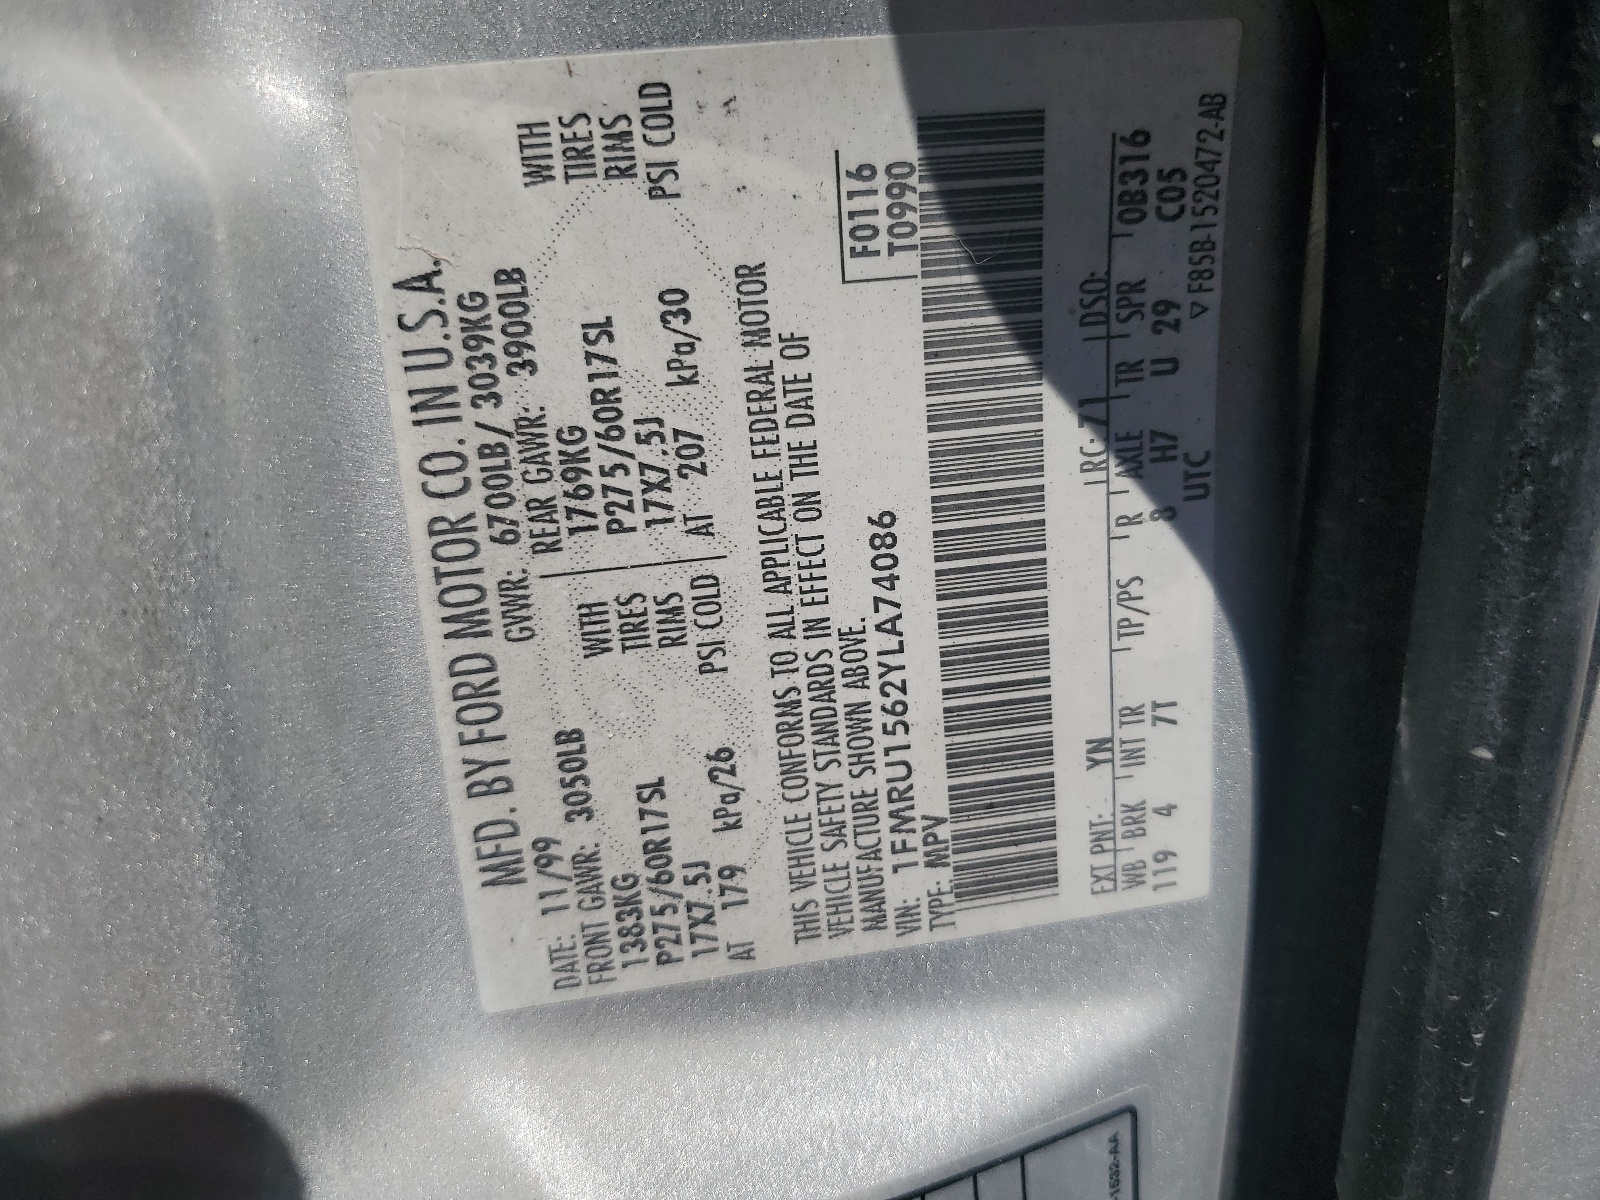 MFD. BY FORD MOTOR CO. IN U.S.A.
DATE: 11/99 GVWR: 6700LB/ 3039KG
FRONT GAWR: 3050LB REAR GAWR: 3900LB
1383KG WITH 1769KG WITH
P275/60R17SL TIRES P275/60R17SL TIRES
17X7.5J RIMS 17X7.5J RIMS
AT 179 kPa/26 PSI COLD AT 207 kPa/30 PSI COLD
THIS VEHICLE CONFORMS TO ALL APPLICABLE FEDERAL MOTOR
VEHICLE SAFETY STANDARDS IN EFFECT ON THE DATE OF
MANUFACTURE SHOWN ABOVE.
VIN: 1FMRU1562YLA74086 F0116
TYPE: MPV T0990
EXT PNT: YN RC: 71 DSO:
WB BRK INT TR TP/PS R AXLE TR SPR 0B316
119 4 7T 8 H7 U 29 C05
UTC ▽ F85B-1520472-AB
-1532-AA